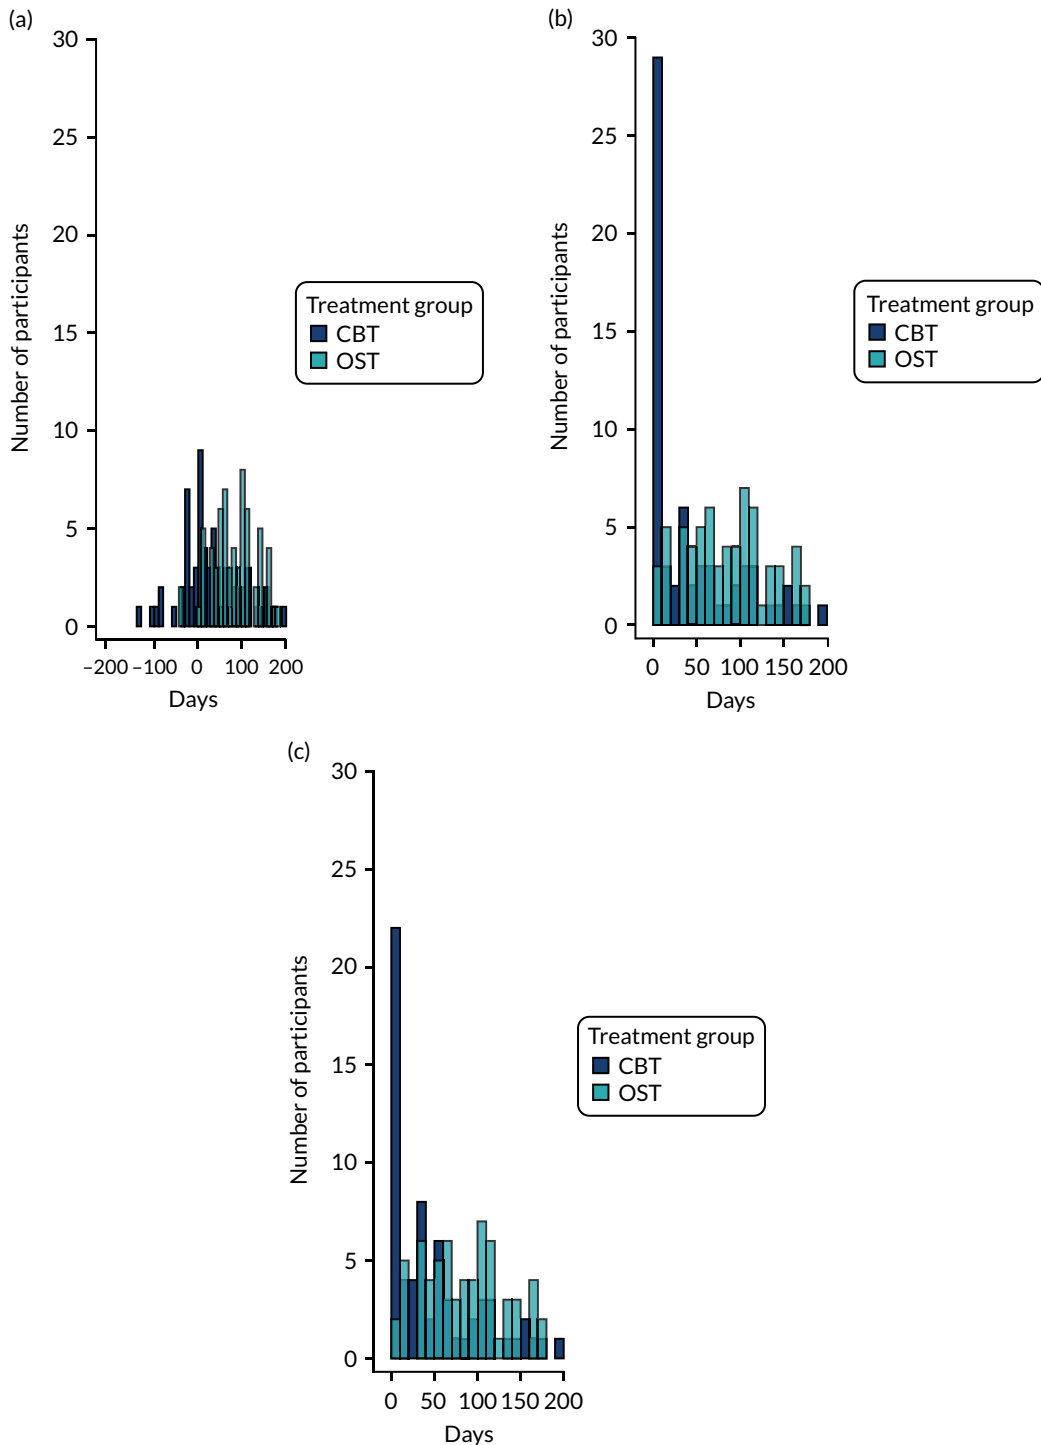 (a)
30
25
20
15
10
5
0
Number of participants
−200 −100 0 100 200
Days
Treatment group
CBT
OST
(b)
30
25
20
15
10
5
0
Number of participants
0 50 100 150 200
Days
Treatment group
CBT
OST
(c)
30
25
20
15
10
5
0
Number of participants
0 50 100 150 200
Days
Treatment group
CBT
OST